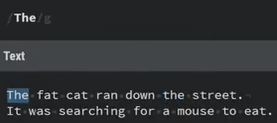 /The/g
Text
The fat cat ran down the street.
It was searching for a mouse to eat.